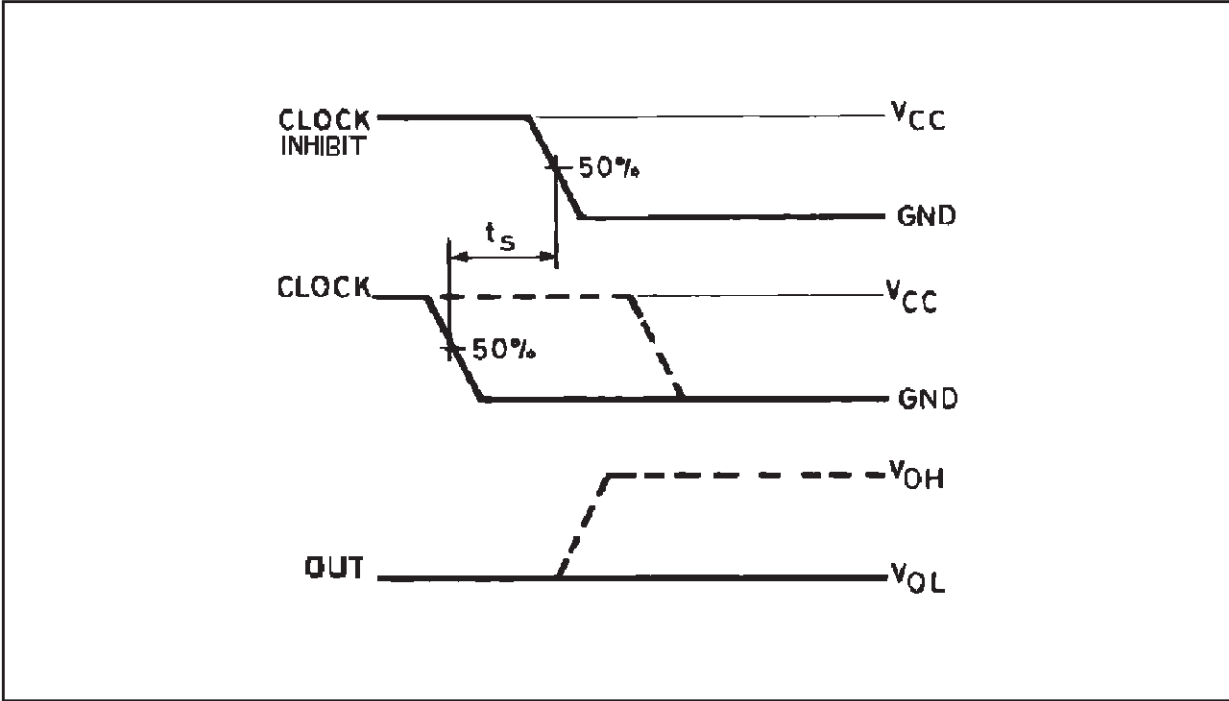 CLOCK INHIBIT
VCC
50%
GND
ts
CLOCK
VCC
50%
GND
VOH
OUT
VOL